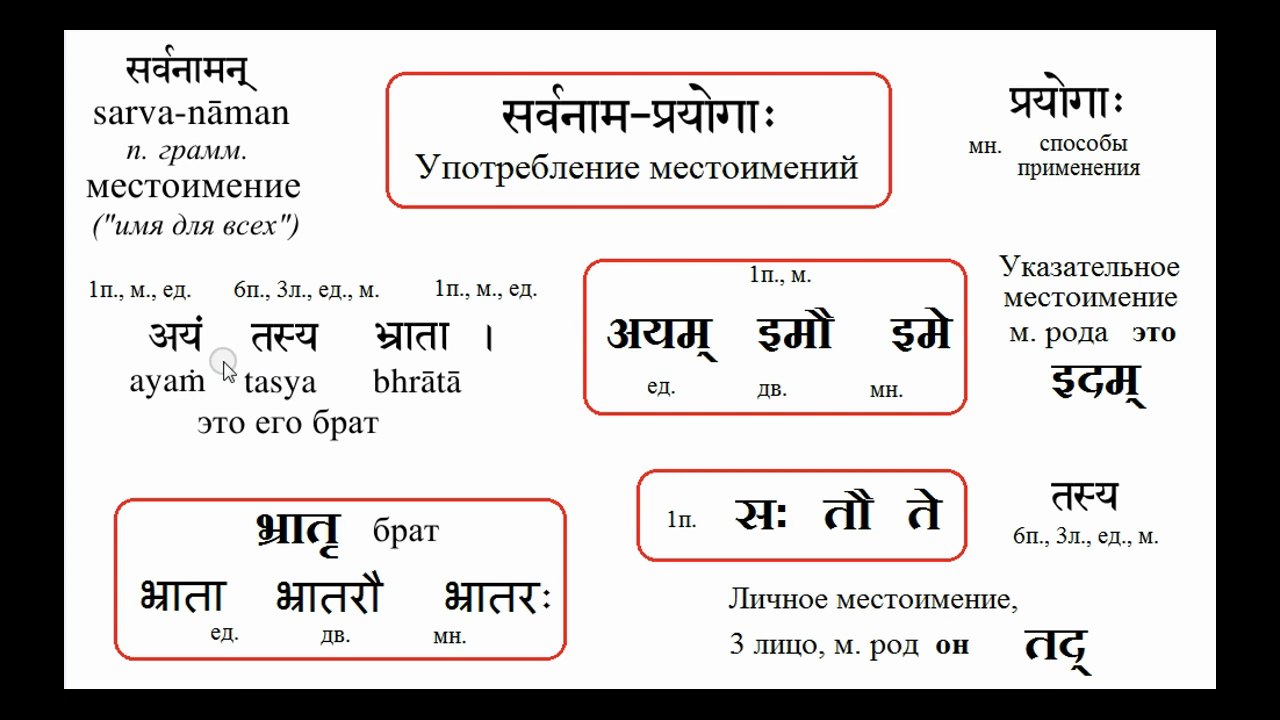 सर्वनामन्
sarva-nāman
п. грамм.
местоимение
("имя для всех")
सर्वनाम-प्रयोगाः
Употребление местоимений
प्रयोगाः
мн. способы
применения
1п., м., ед. 6п., 3л., ед., м. 1п., м., ед.
अयं तस्य भ्राता ।
ayaṁ tasya bhrātā
это его брат
1п., м.
अयम् इमौ इमे
ед. дв. мн.
Указательное
местоимение
м. рода это
इदम्
भ्रातृ брат
भ्राता भ्रातरौ भ्रातरः
ед. дв. мн.
1п. सः तौ ते
तस्य
6п., 3л., ед., м.
Личное местоимение,
3 лицо, м. род он तद्